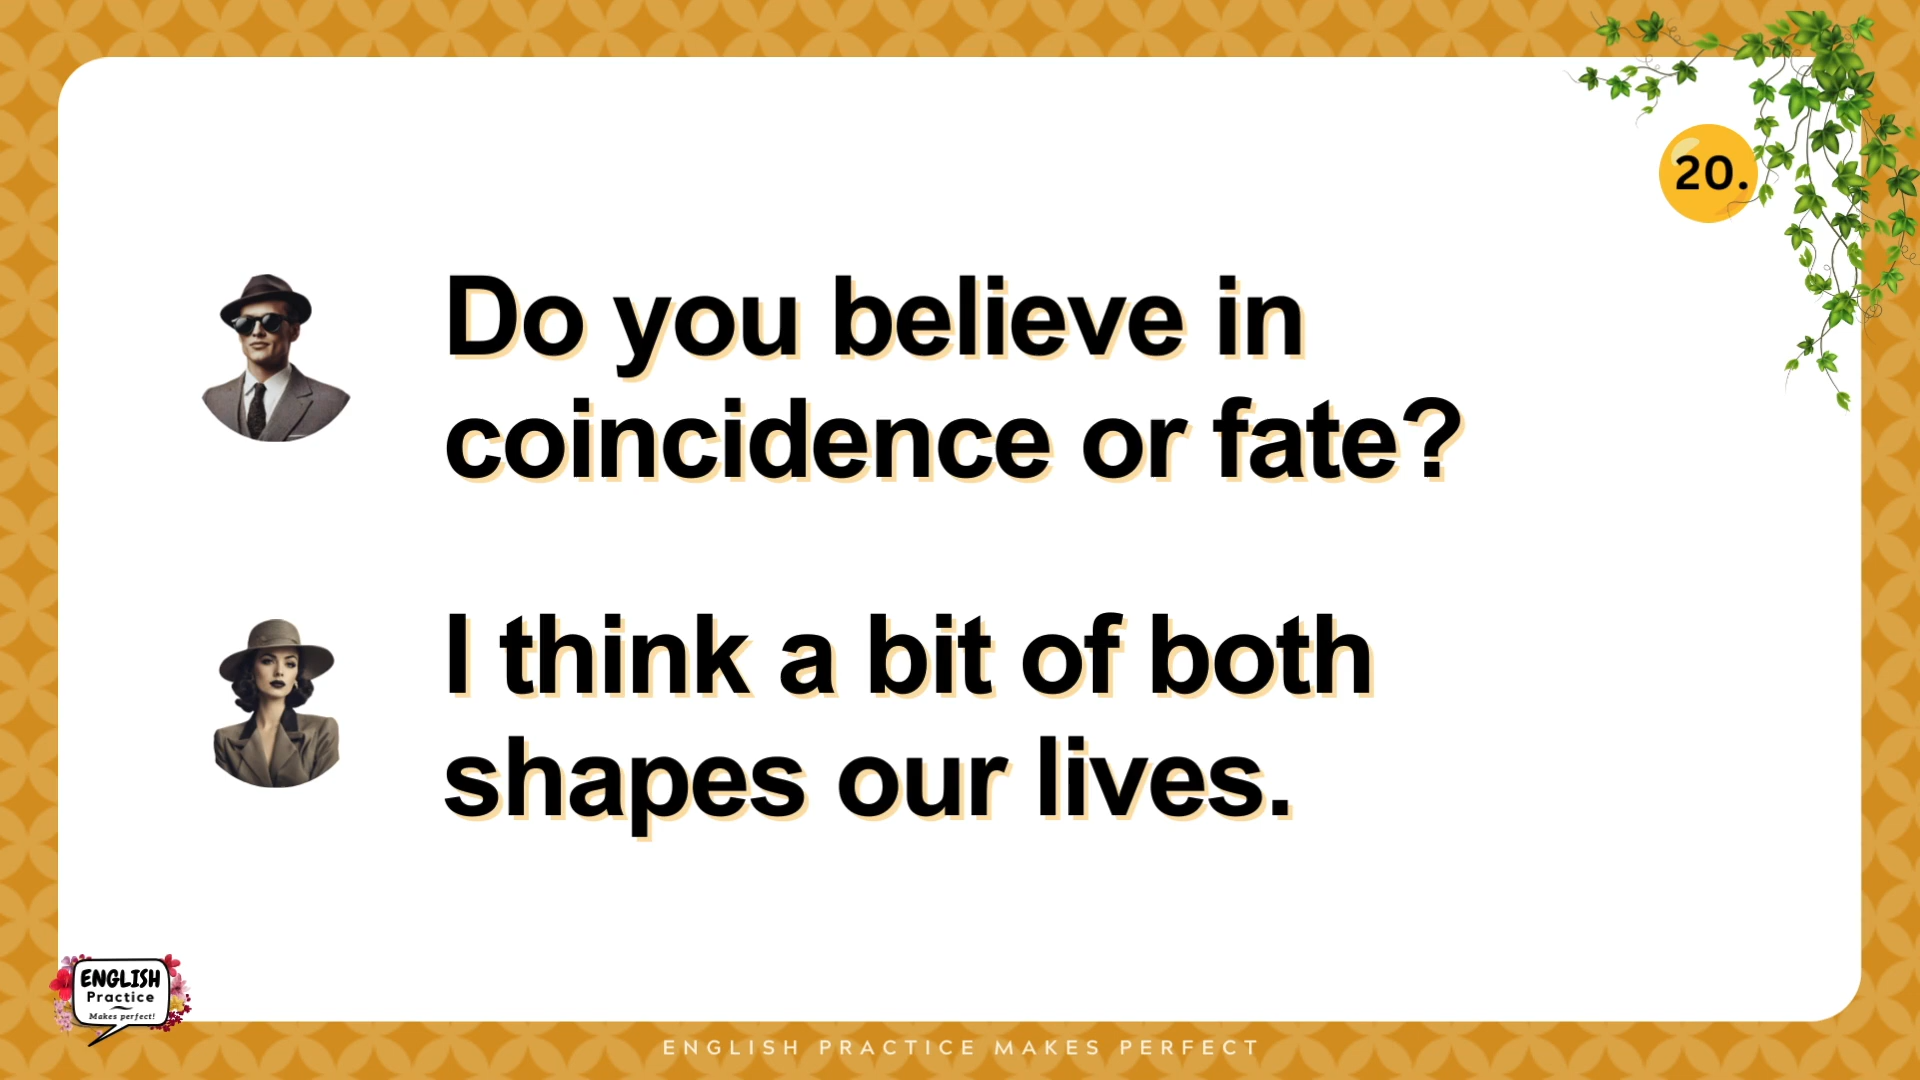 20.
Do you believe in
coincidence or fate?
I think a bit of both
shapes our lives.
ENGLISH
Practice
Makes perfect!
ENGLISH PRACTICE MAKES PERFECT